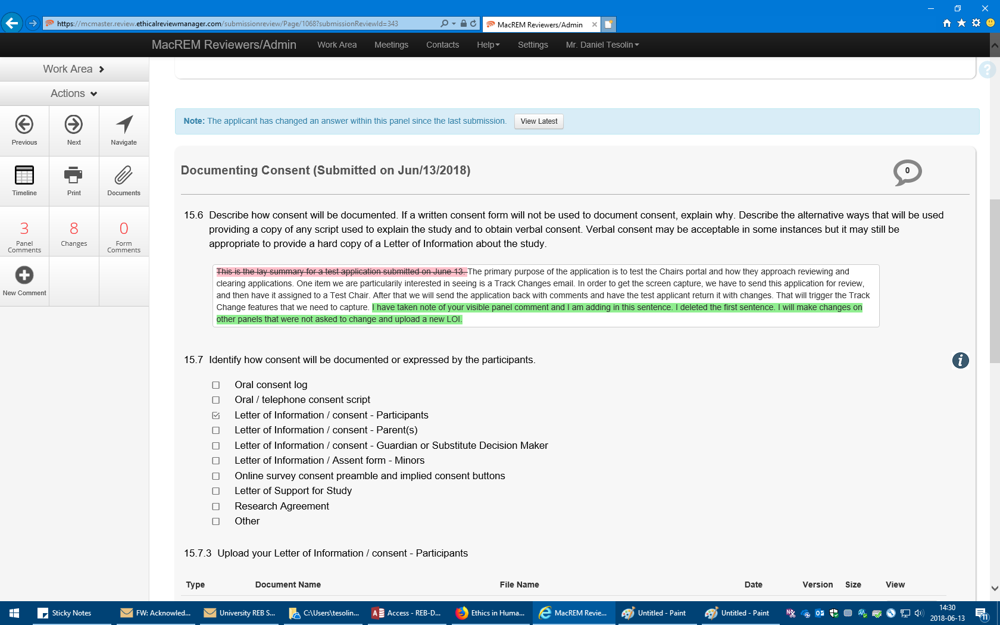 https://mcmaster.review.ethicalreviewmanager.com/submissionreview/Page/1068?submissionReviewId=343
MacREM Reviewers/Admin
MacREM Reviewers/Admin
Work Area
Meetings
Contacts
Help
Settings
Mr. Daniel Tesolin
Work Area
Actions
Previous
Next
Navigate
Timeline
Print
Documents
3
8
0
Panel Comments
Changes
Form Comments
New Comment
?
Note: The applicant has changed an answer within this panel since the last submission.
View Latest
Documenting Consent (Submitted on Jun/13/2018)
0
15.6 Describe how consent will be documented. If a written consent form will not be used to document consent, explain why. Describe the alternative ways that will be used
providing a copy of any script used to explain the study and to obtain verbal consent. Verbal consent may be acceptable in some instances but it may still be
appropriate to provide a hard copy of a Letter of Information about the study.
This is the lay summary for a test application submitted on June 13. The primary purpose of the application is to test the Chairs portal and how they approach reviewing and
clearing applications. One item we are particularily interested in seeing is a Track Changes email. In order to get the screen capture, we have to send this application for review,
and then have it assigned to a Test Chair. After that we will send the application back with comments and have the test applicant return it with changes. That will trigger the Track
Change features that we need to capture. I have taken note of your visible panel comment and I am adding in this sentence. I deleted the first sentence. I will make changes on
other panels that were not asked to change and upload a new LOI.
15.7 Identify how consent will be documented or expressed by the participants.
i
Oral consent log
Oral / telephone consent script
Letter of Information / consent - Participants
Letter of Information / consent - Parent(s)
Letter of Information / consent - Guardian or Substitute Decision Maker
Letter of Information / Assent form - Minors
Online survey consent preamble and implied consent buttons
Letter of Support for Study
Research Agreement
Other
15.7.3 Upload your Letter of Information / consent - Participants
Type Document Name File Name Date Version Size View
Sticky Notes
FW: Acknowled...
University REB S...
C:\Users\tesolin...
Access - REB-D...
Ethics in Huma...
MacREM Revie...
Untitled - Paint
Untitled - Paint
14:30
2018-06-13
11